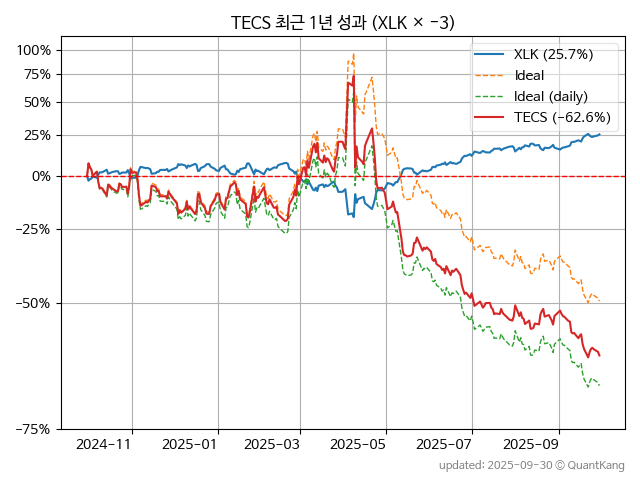 TECS 최근 1년 성과 (XLK × −3)
100%
75%
50%
25%
0%
−25%
−50%
−75%
XLK (25.7%)
Ideal
Ideal (daily)
TECS (−62.6%)
2024-11
2025-01
2025-03
2025-05
2025-07
2025-09
updated: 2025-09-30 © QuantKang